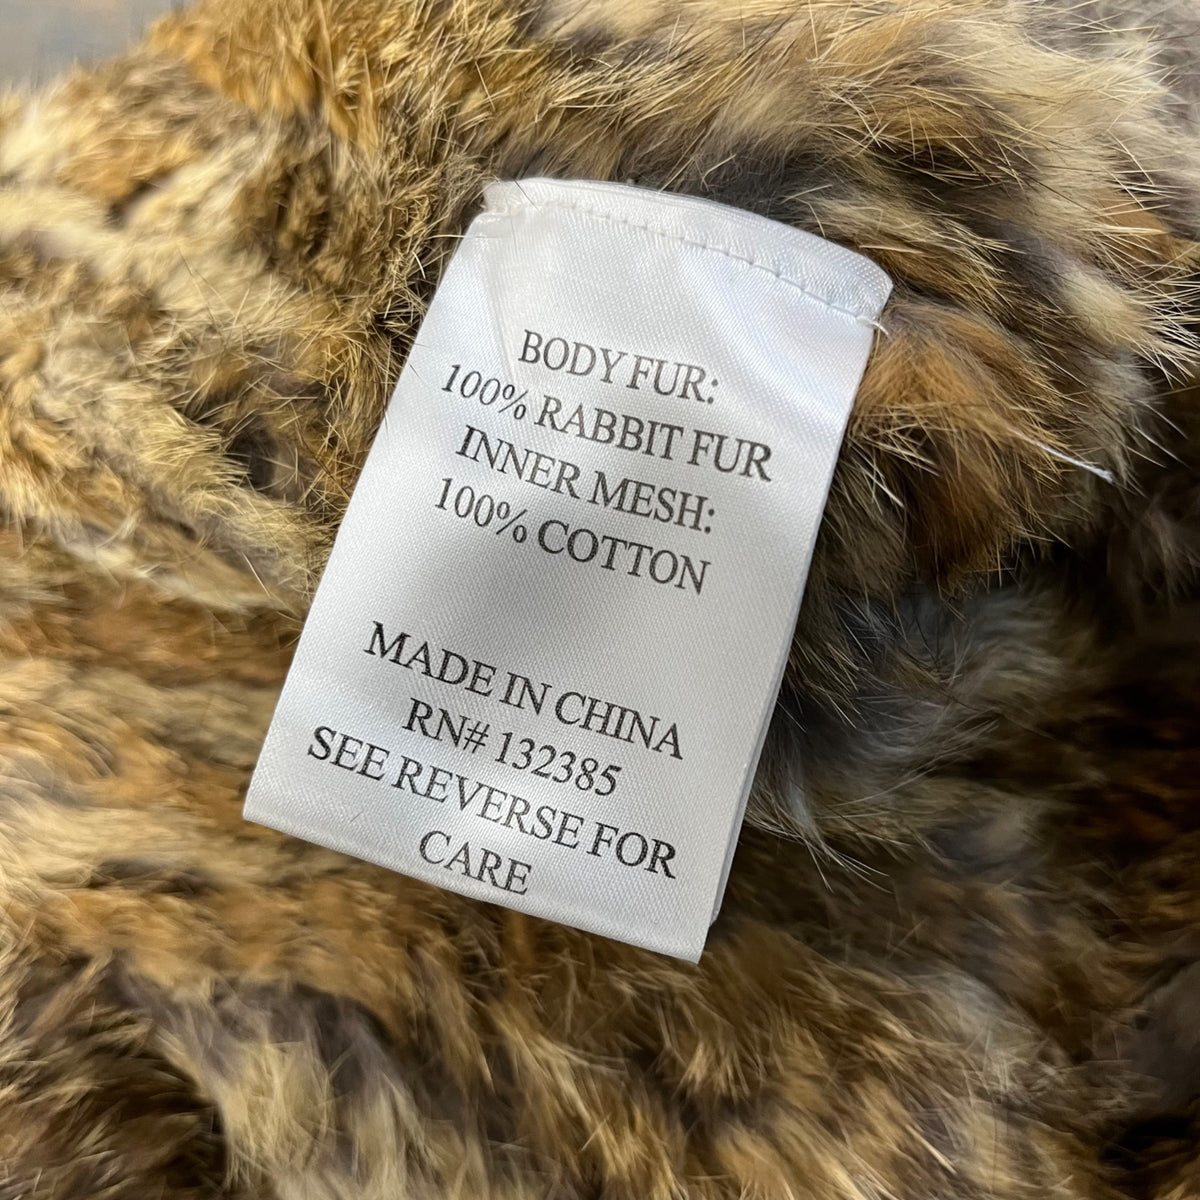 BODY FUR:
100% RABBIT FUR
INNER MESH:
100% COTTON
MADE IN CHINA
RN# 132385
SEE REVERSE FOR
CARE